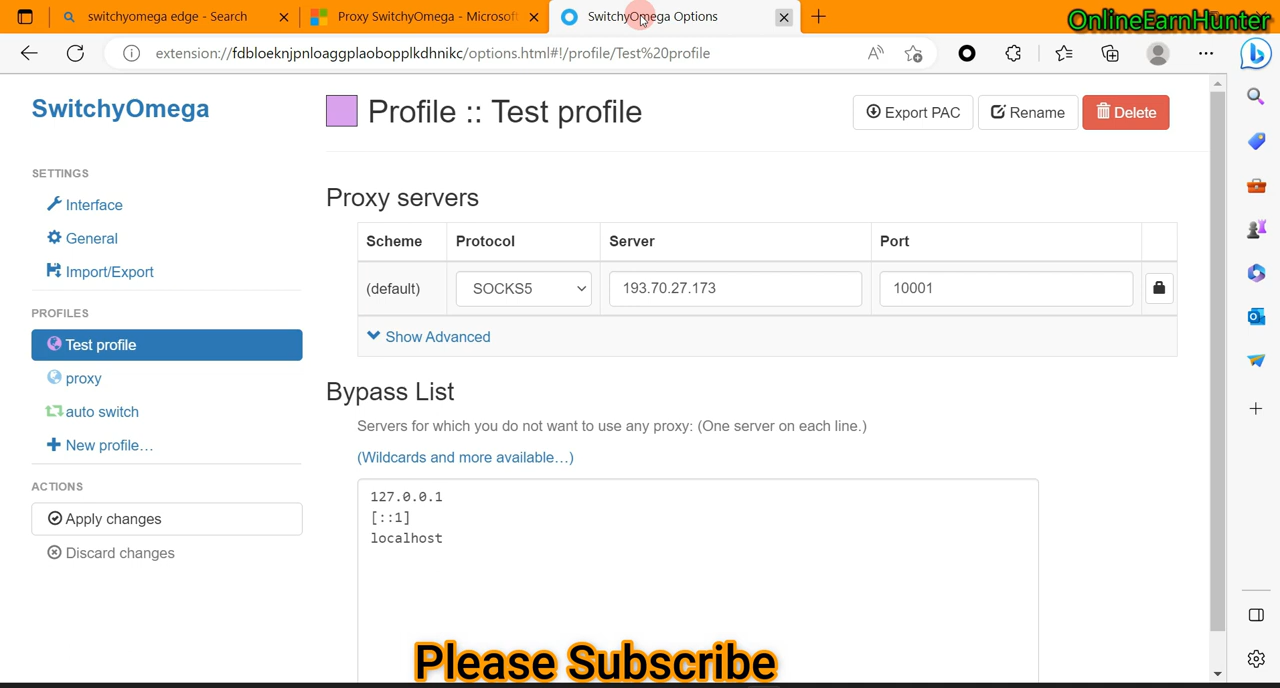 switchyomega edge - Search
Proxy SwitchyOmega - Microsoft
SwitchyOmega Options
OnlineEarnHunter
extension://fdbloeknjpnloaggplaobopplkdhnikc/options.html#!/profile/Test%20profile
SwitchyOmega
Profile :: Test profile
Export PAC
Rename
Delete
SETTINGS
Interface
General
Import/Export
PROFILES
Test profile
proxy
auto switch
New profile…
ACTIONS
Apply changes
Discard changes
Proxy servers
Scheme Protocol Server Port
(default) SOCKS5 193.70.27.173 10001
Show Advanced
Bypass List
Servers for which you do not want to use any proxy: (One server on each line.)
(Wildcards and more available…)
127.0.0.1
[::1]
localhost
Please Subscribe